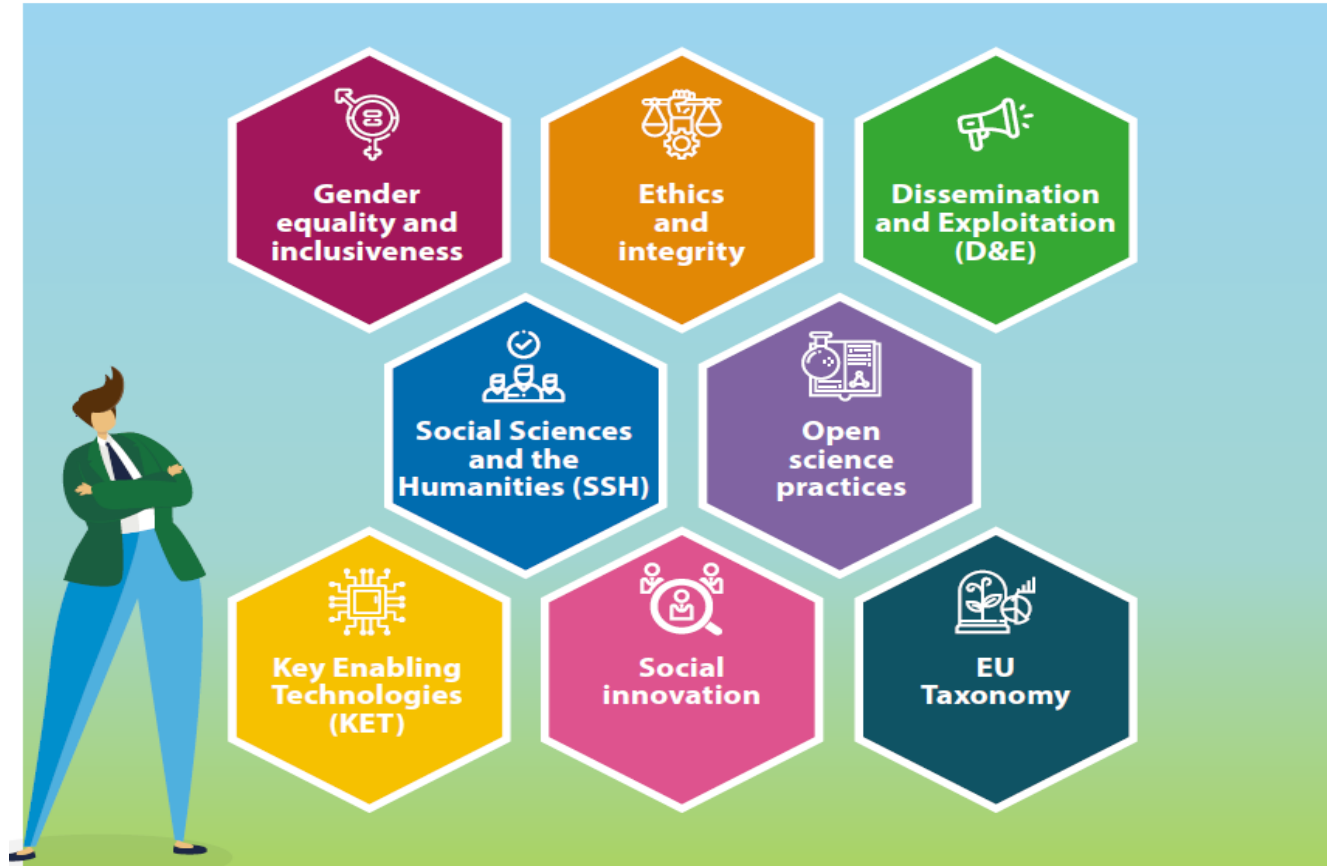 Gender
equality and
inclusiveness
Ethics
and
integrity
Dissemination
and Exploitation
(D&E)
Social Sciences
and the
Humanities (SSH)
Open
science
practices
Key Enabling
Technologies
(KET)
Social
innovation
EU
Taxonomy